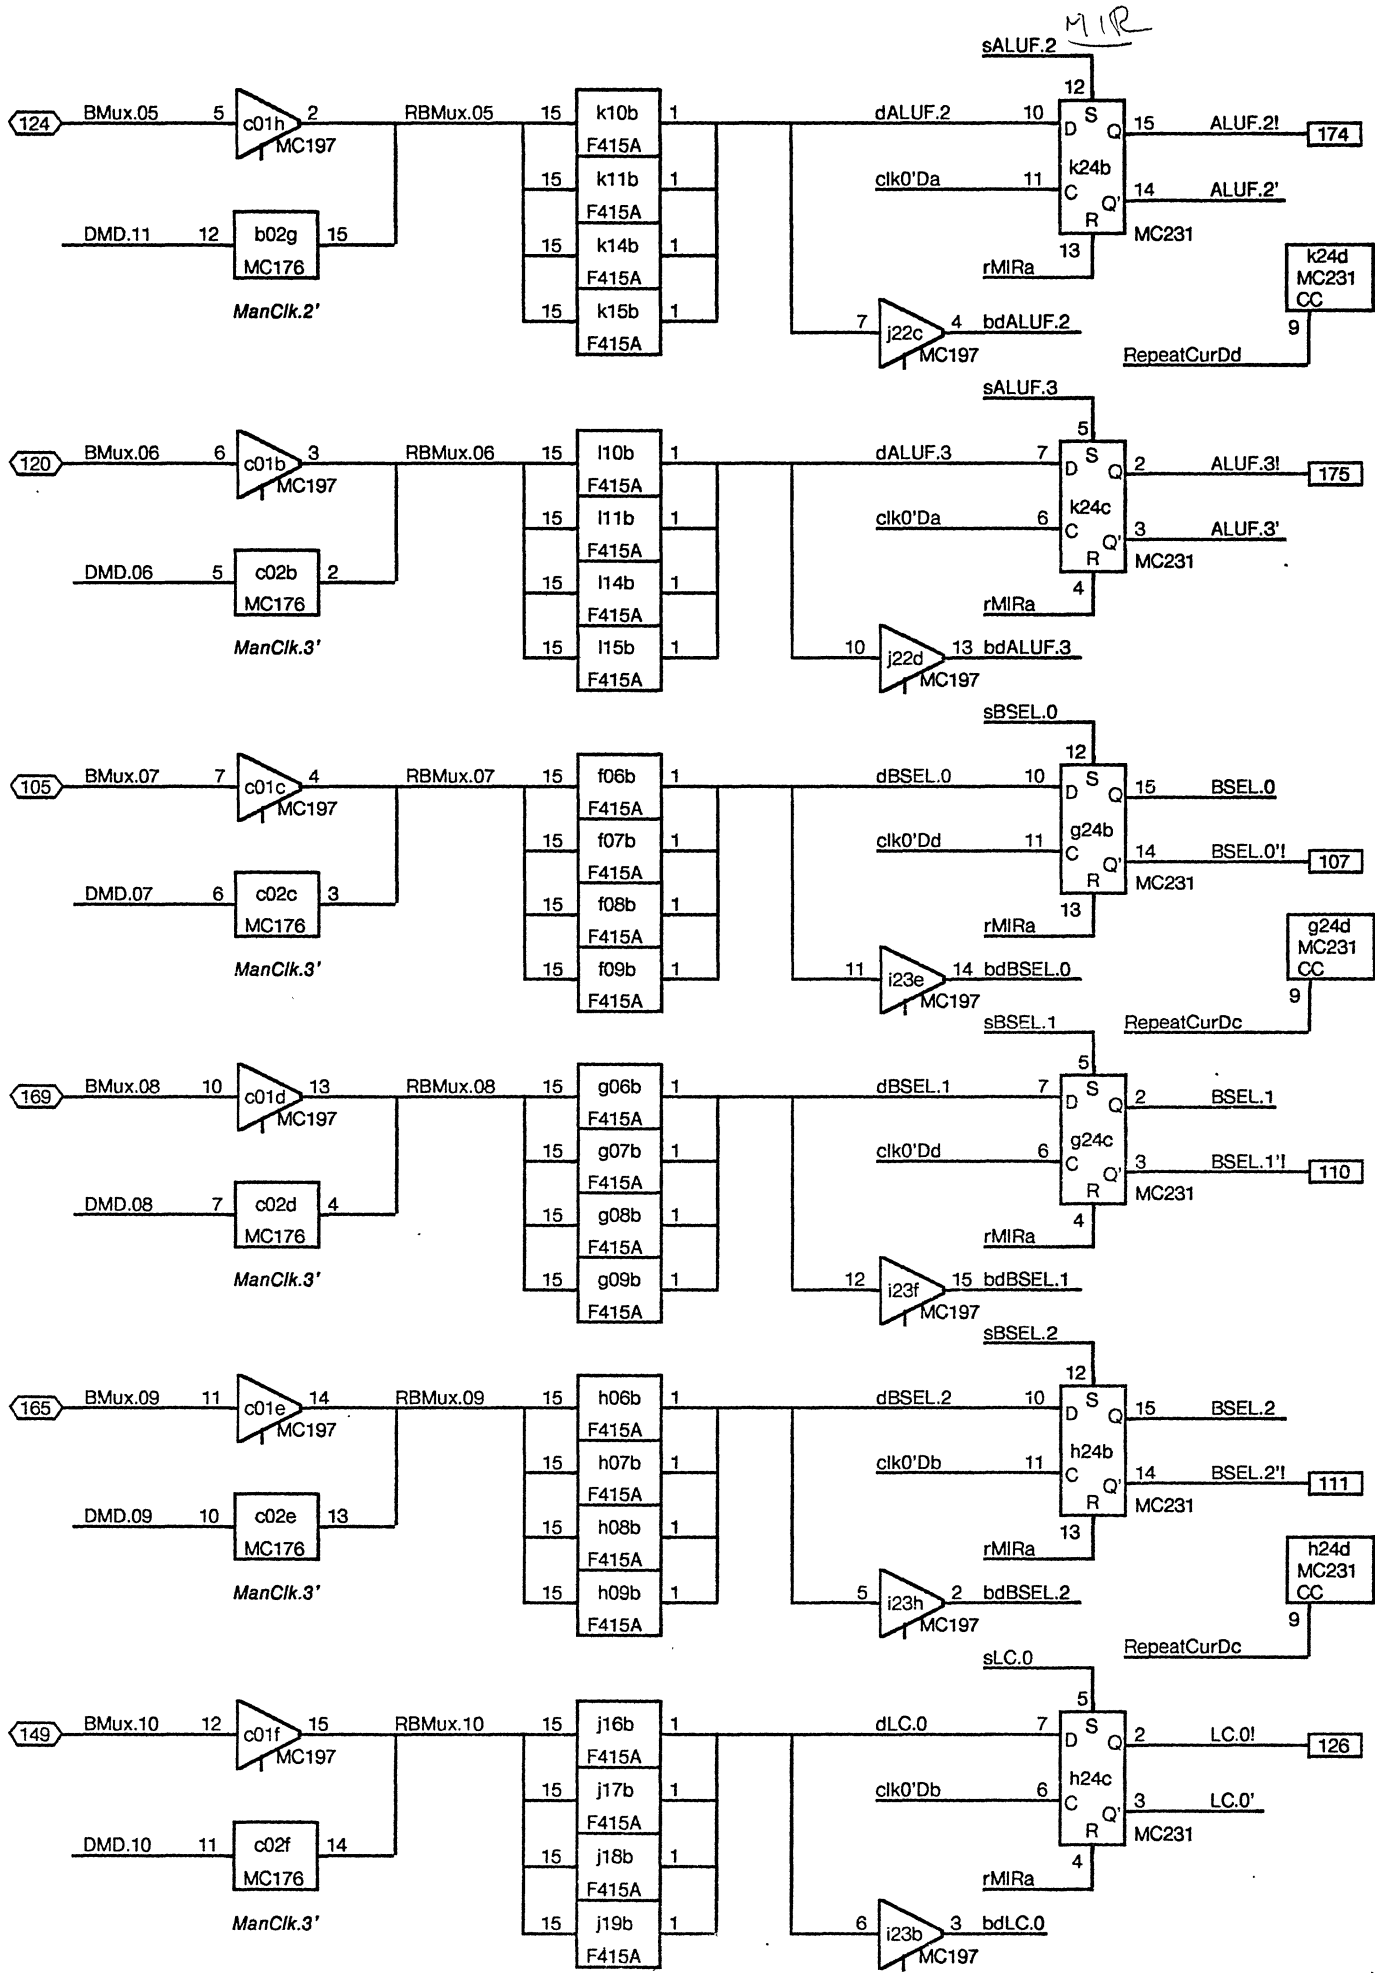 MIR
sALUF.2
12
124 BMux.05 5 c01h 2 RBMux.05 15 k10b 1 dALUF.2 10 D S Q 15 ALUF.2! 174
MC197 F415A
15 k11b 1 clk0'Da 11 C k24b Q' 14 ALUF.2'
F415A R MC231
DMD.11 12 b02g 15 15 k14b 1 13
MC176 F415A rMIRa
ManClk.2' 15 k15b 1 7 j22c 4 bdALUF.2
F415A MC197
k24d
MC231
CC
9
RepeatCurDd
sALUF.3
5
120 BMux.06 6 c01b 3 RBMux.06 15 l10b 1 dALUF.3 7 D S Q 2 ALUF.3! 175
MC197 F415A
15 l11b 1 clk0'Da 6 C k24c Q' 3 ALUF.3'
F415A R MC231
DMD.06 5 c02b 2 15 l14b 1 4
MC176 F415A rMIRa
ManClk.3' 15 l15b 1 10 j22d 13 bdALUF.3
F415A MC197
sBSEL.0
12
105 BMux.07 7 c01c 4 RBMux.07 15 f06b 1 dBSEL.0 10 D S Q 15 BSEL.0
MC197 F415A
15 f07b 1 clk0'Dd 11 C g24b Q' 14 BSEL.0'! 107
F415A R MC231
DMD.07 6 c02c 3 15 f08b 1 13
MC176 F415A rMIRa
ManClk.3' 15 f09b 1 11 i23e 14 bdBSEL.0
F415A MC197
g24d
MC231
CC
9
RepeatCurDc
sBSEL.1
5
169 BMux.08 10 c01d 13 RBMux.08 15 g06b 1 dBSEL.1 7 D S Q 2 BSEL.1
MC197 F415A
15 g07b 1 clk0'Dd 6 C g24c Q' 3 BSEL.1'! 110
F415A R MC231
DMD.08 7 c02d 4 15 g08b 1 4
MC176 F415A rMIRa
ManClk.3' 15 g09b 1 12 i23f 15 bdBSEL.1
F415A MC197
sBSEL.2
12
165 BMux.09 11 c01e 14 RBMux.09 15 h06b 1 dBSEL.2 10 D S Q 15 BSEL.2
MC197 F415A
15 h07b 1 clk0'Db 11 C h24b Q' 14 BSEL.2'! 111
F415A R MC231
DMD.09 10 c02e 13 15 h08b 1 13
MC176 F415A rMIRa
ManClk.3' 15 h09b 1 5 i23h 2 bdBSEL.2
F415A MC197
h24d
MC231
CC
9
RepeatCurDc
sLC.0
5
149 BMux.10 12 c01f 15 RBMux.10 15 j16b 1 dLC.0 7 D S Q 2 LC.0! 126
MC197 F415A
15 j17b 1 clk0'Db 6 C h24c Q' 3 LC.0'
F415A R MC231
DMD.10 11 c02f 14 15 j18b 1 4
MC176 F415A rMIRa
ManClk.3' 15 j19b 1 6 i23b 3 bdLC.0
F415A MC197